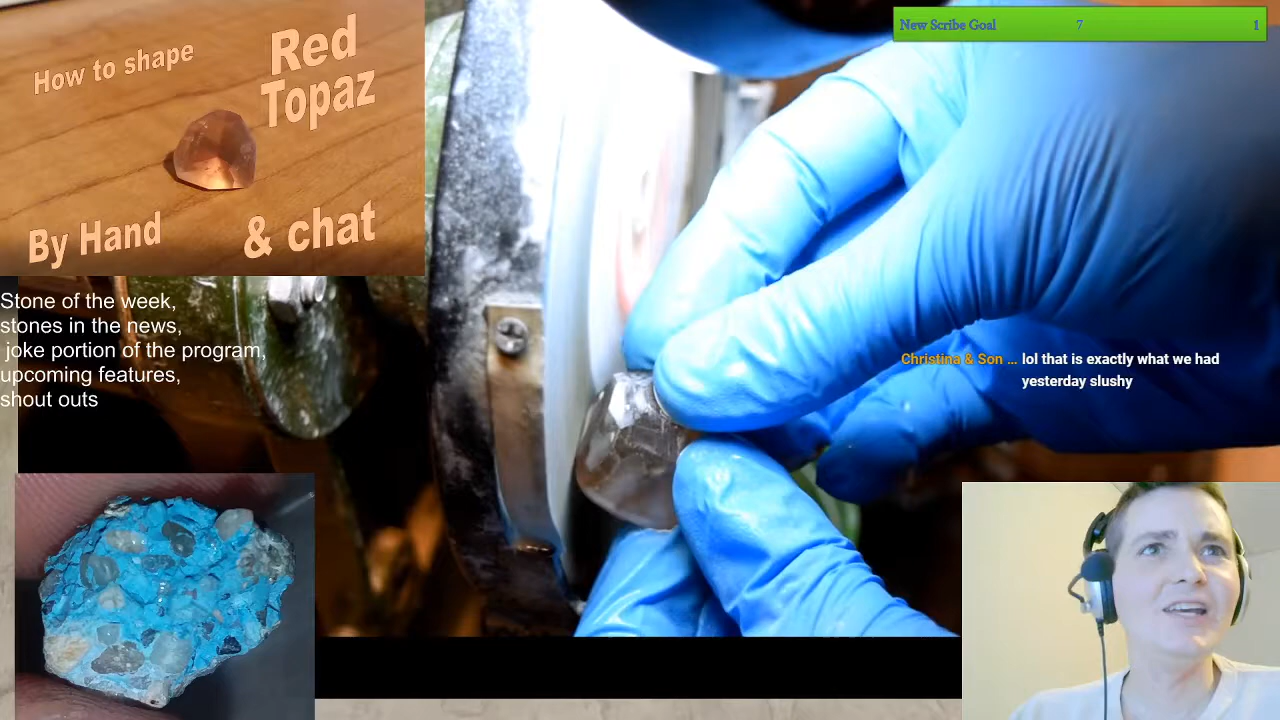 How to shape
Red
Topaz
By Hand
& chat
New Scribe Goal 7 1
Stone of the week,
stones in the news,
joke portion of the program,
upcoming features,
shout outs
Christina & Son ... lol that is exactly what we had
yesterday slushy